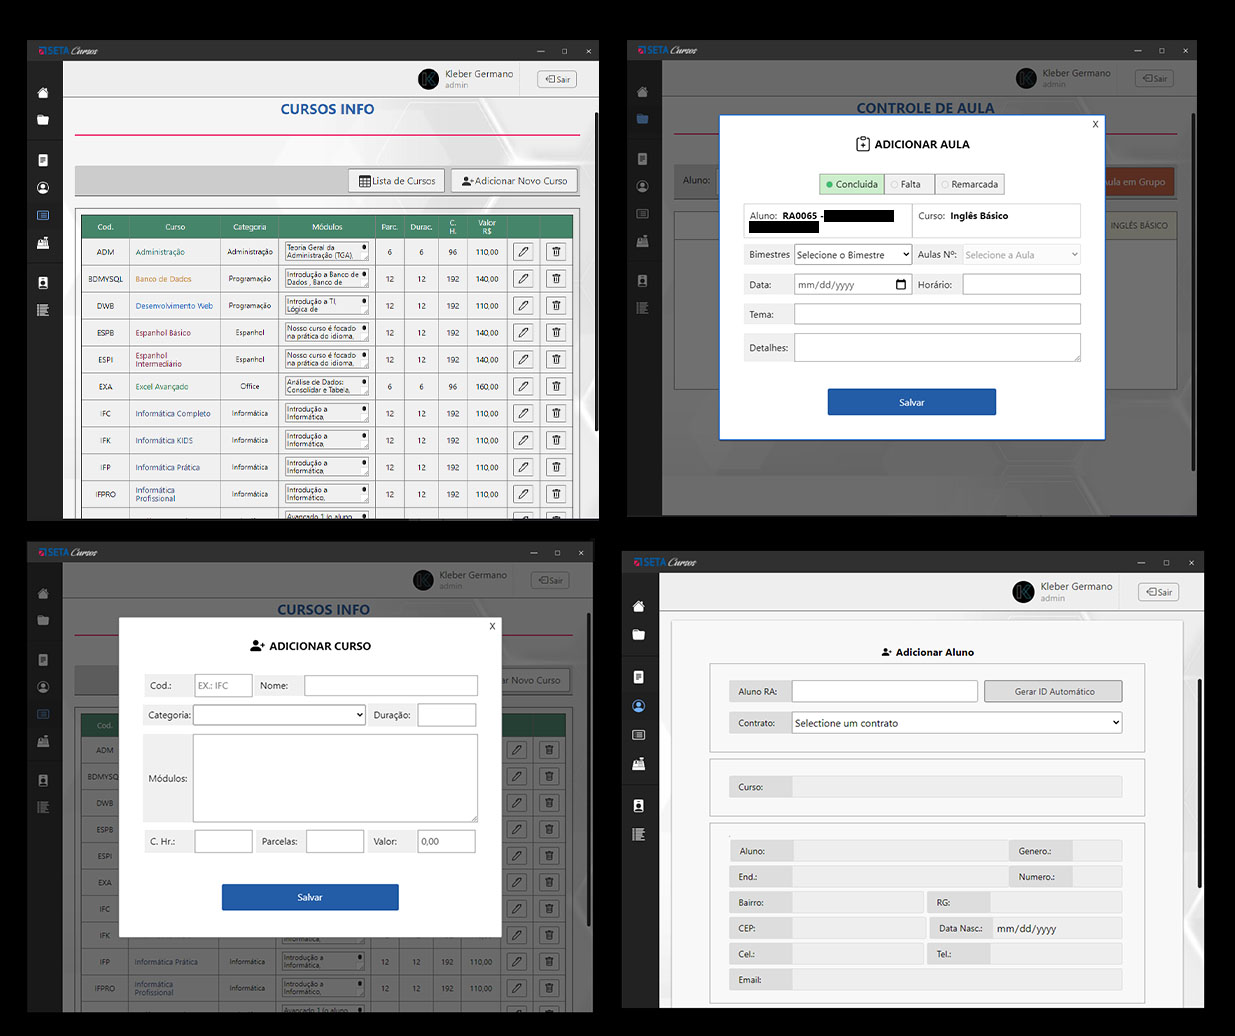 SETA Cursos
Kleber Germano
admin
Sair
CURSOS INFO
Lista de Cursos
Adicionar Novo Curso
Cod. Curso Categoria Módulos Parc. Durac. C. H. Valor R$
ADM Administração Administração Teoria Geral da Administração (TGA), 6 6 96 110,00
BDMYSQL Banco de Dados Programação Introdução a Banco de Dados , Banco de 12 12 192 140,00
DWB Desenvolvimento Web Programação Introdução a TI, Lógica de 12 12 192 110,00
ESPB Espanhol Básico Espanhol Nosso curso é focado na prática do idioma, 12 12 192 140,00
ESPI Espanhol Intermediário Espanhol Nosso curso é focado na prática do idioma, 12 12 192 140,00
EXA Excel Avançado Office Análise de Dados: Consolidar e Tabela, 6 6 96 160,00
IFC Informática Completo Informática Introdução a Informática, 12 12 192 110,00
IFK Informática KIDS Informática Introdução a Informática, 12 12 192 110,00
IFP Informática Prática Informática Introdução a Informática, 12 12 192 110,00
IFPRO Informática Profissional Informática Introdução a Informático, 12 12 192 110,00
Avançado 1 (o aluno
SETA Cursos
Kleber Germano
admin
Sair
CONTROLE DE AULA
Aluno:
Aula em Grupo
INGLÊS BÁSICO
X
ADICIONAR AULA
Concluída Falta Remarcada
Aluno: RA0065 -
Curso: Inglês Básico
Bimestres Selecione o Bimestre Aulas Nº: Selecione a Aula
Data: mm/dd/yyyy Horário:
Tema:
Detalhes:
Salvar
SETA Cursos
Kleber Germano
admin
Sair
CURSOS INFO
ar Novo Curso
Cod.
ADM
BDMYSQ
DWB
ESPB
ESPI
EXA
IFC
IFK Informática,
IFP Informática Prática Informática Introdução a Informática, 12 12 192 110,00
IFPRO Informática Profissional Informática Introdução a Informático, 12 12 192 110,00
Avançado 1 (o aluno
X
ADICIONAR CURSO
Cod.: EX.: IFC Nome:
Categoria: Duração:
Módulos:
C. Hr.: Parcelas: Valor: 0,00
Salvar
SETA Cursos
Kleber Germano
admin
Sair
Adicionar Aluno
Aluno RA: Gerar ID Automático
Contrato: Selectione um contrato
Curso:
Aluno: Genero.:
End.: Numero.:
Bairro: RG:
CEP: Data Nasc.: mm/dd/yyyy
Cel.: Tel.:
Email: